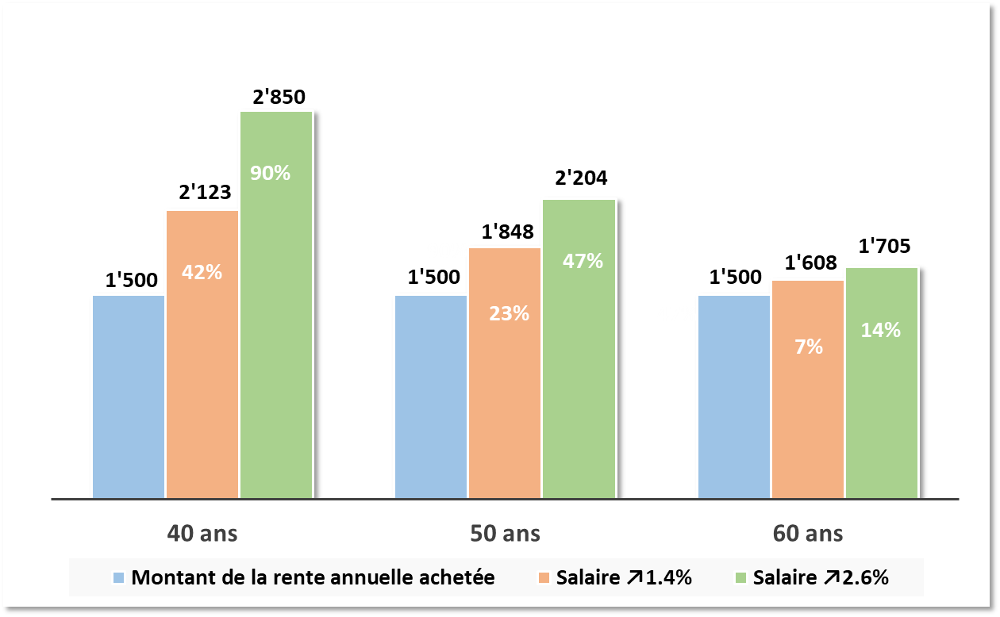 2'850
90%
2'123
42%
1'500
2'204
47%
1'848
23%
1'500
1'705
14%
1'608
7%
1'500
40 ans
50 ans
60 ans
Montant de la rente annuelle achetée
Salaire ↗1.4%
Salaire ↗2.6%